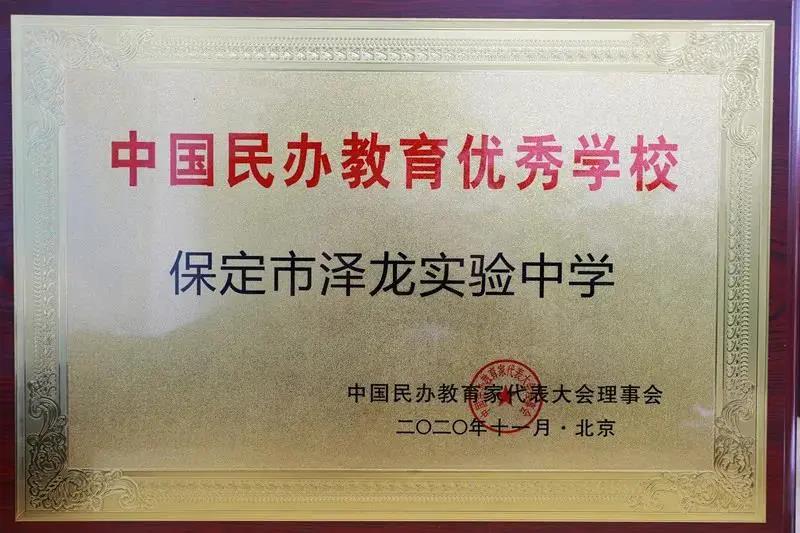 中国民办教育优秀学校
保定市泽龙实验中学
中国民办教育家代表大会理事会
二〇二〇年十一月·北京